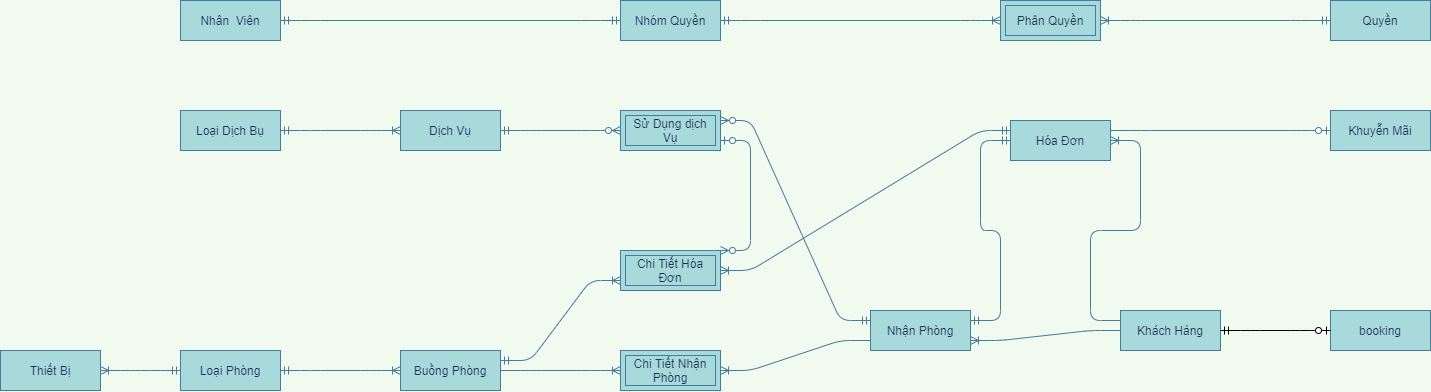 Nhân Viên
Nhóm Quyền
Phân Quyền
Quyền
Loại Dịch Bụ
Dịch Vụ
Sử Dụng dịch
Vụ
Hóa Đơn
Khuyễn Mãi
Chi Tiết Hóa
Đơn
Nhận Phòng
Khách Hảng
booking
Thiết Bị
Loại Phòng
Buồng Phòng
Chi Tiết Nhận
Phòng